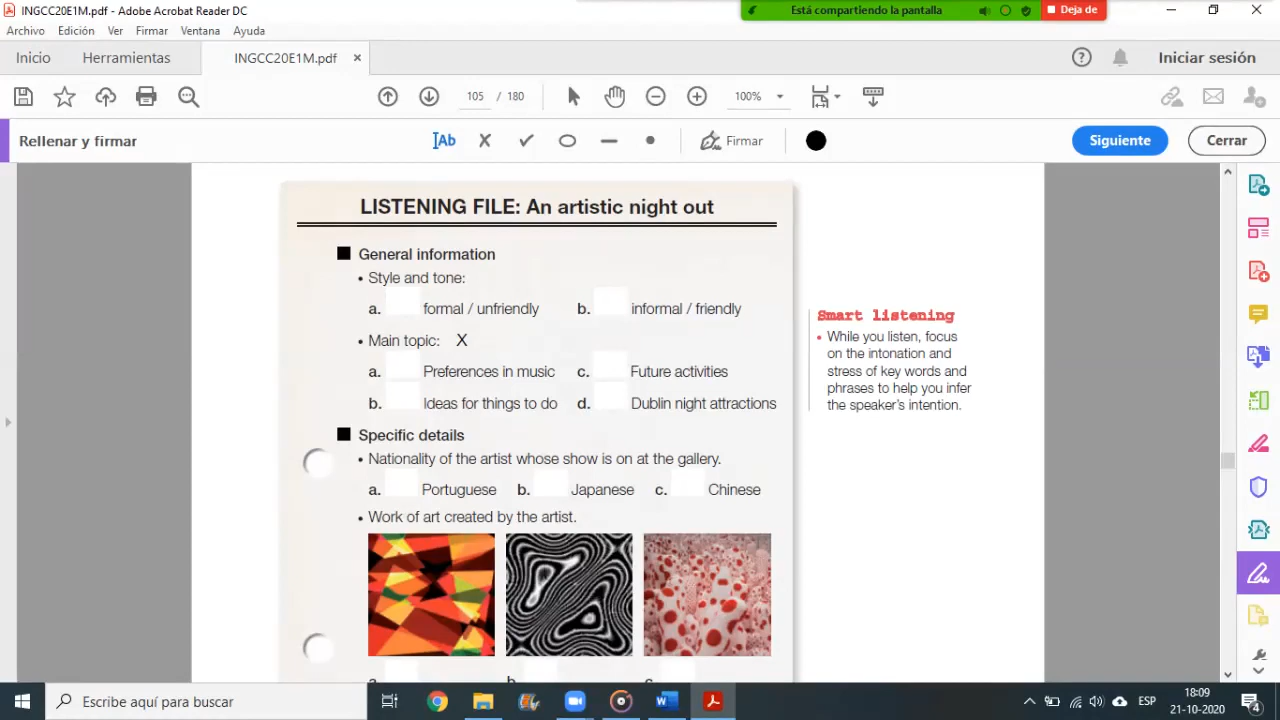 INGCC20E1M.pdf - Adobe Acrobat Reader DC
Está compartiendo la pantalla
Deja de
Archivo Edición Ver Firmar Ventana Ayuda
Inicio Herramientas INGCC20E1M.pdf × Iniciar sesión
105 / 180 100%
Rellenar y firmar Ab Firmar Siguiente Cerrar
LISTENING FILE: An artistic night out
General information
• Style and tone:
a. formal / unfriendly b. informal / friendly
• Main topic: X
a. Preferences in music c. Future activities
b. Ideas for things to do d. Dublin night attractions
Smart listening
• While you listen, focus
on the intonation and
stress of key words and
phrases to help you infer
the speaker's intention.
Specific details
• Nationality of the artist whose show is on at the gallery.
a. Portuguese b. Japanese c. Chinese
• Work of art created by the artist.
a. b. c.
Escribe aquí para buscar
ESP
18:09
21-10-2020
4